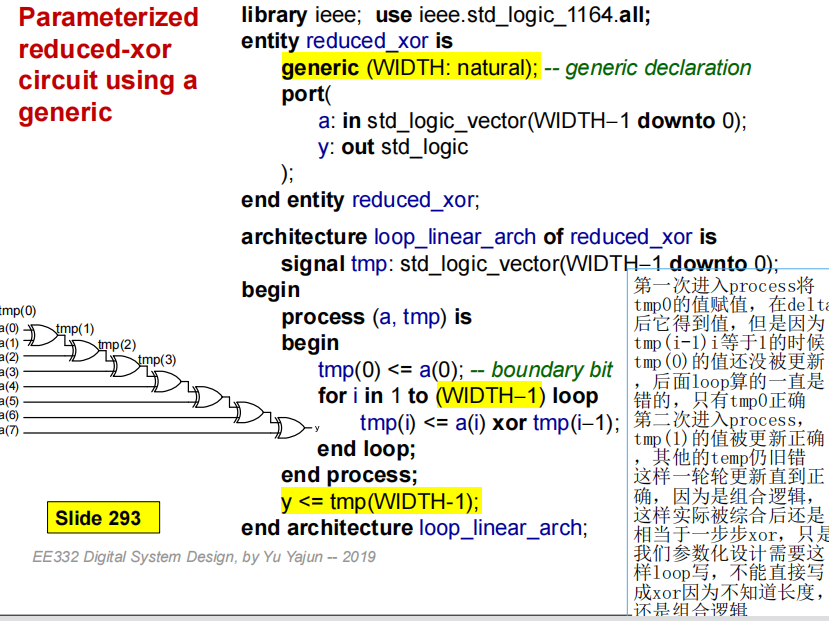 Parameterized
reduced-xor
circuit using a
generic
library ieee; use ieee.std_logic_1164.all;
entity reduced_xor is
generic (WIDTH: natural); -- generic declaration
port(
a: in std_logic_vector(WIDTH−1 downto 0);
y: out std_logic
);
end entity reduced_xor;
architecture loop_linear_arch of reduced_xor is
signal tmp: std_logic_vector(WIDTH−1 downto 0);
begin
process (a, tmp) is
begin
tmp(0) <= a(0); -- boundary bit
for i in 1 to (WIDTH−1) loop
tmp(i) <= a(i) xor tmp(i−1);
end loop;
end process;
y <= tmp(WIDTH-1);
end architecture loop_linear_arch;
tmp(0)
a(0)
tmp(1)
a(1)
tmp(2)
a(2)
tmp(3)
a(3)
a(4)
a(5)
a(6)
a(7)
y
第一次进入process将
tmp0的值赋值，在delta
后它得到值，但是因为
tmp(i-1)i等于1的时候
tmp(0)的值还没被更新
，后面loop算的一直是
错的，只有tmp0正确
第二次进入process，
tmp(1)的值被更新正确
，其他的temp仍旧错
这样一轮轮更新直到正
确，因为是组合逻辑，
这样实际被综合后还是
相当于一步步xor，只是
我们参数化设计需要这
样loop写，不能直接写
成xor因为不知道长度，
还是组合逻辑
Slide 293
EE332 Digital System Design, by Yu Yajun -- 2019